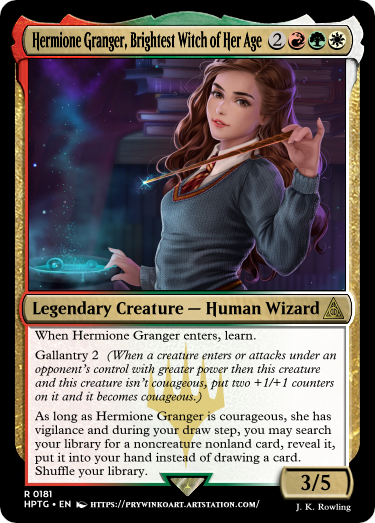 Hermione Granger, Brightest Witch of Her Age 2
Legendary Creature — Human Wizard
When Hermione Granger enters, learn.
Gallantry 2 (When a creature enters or attacks under an
opponent's control with greater power then this creature
and this creature isn't couageous, put two +1/+1 counters
on it and it becomes couageous.)
As long as Hermione Granger is courageous, she has
vigilance and during your draw step, you may search
your library for a noncreature nonland card, reveal it,
put it into your hand instead of drawing a card.
Shuffle your library.
3/5
R 0181
HPTG • EN HTTPS://PRYWINKOART.ARTSTATION.COM/
J. K. Rowling